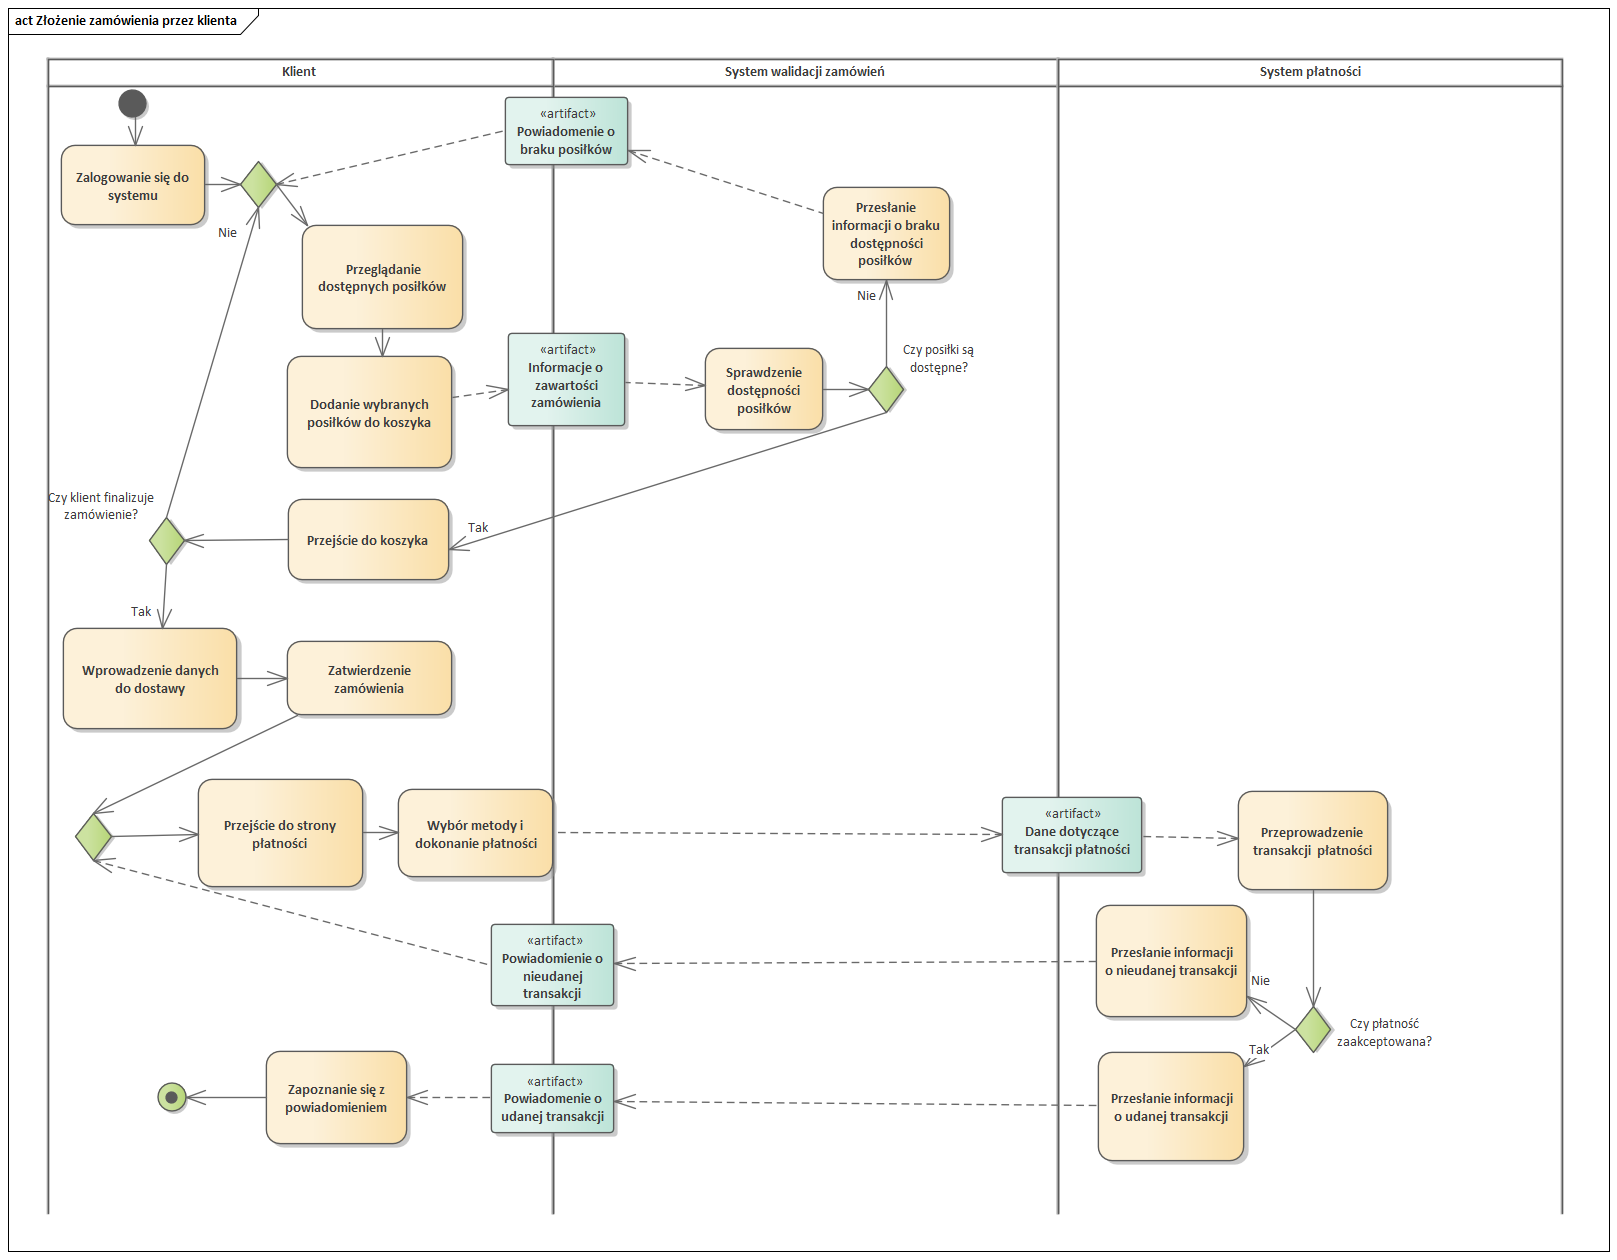 act Złożenie zamówienia przez klienta
Klient
System walidacji zamówień
System płatności
«artifact»
Powiadomenie o
braku posiłków
Zalogowanie się do
systemu
Przesłanie
informacji o braku
dostępności
posiłków
Nie
Przeglądanie
dostępnych posiłków
Nie
«artifact»
Informacje o
zawartości
zamówienia
Sprawdzenie
dostępności
posiłków
Czy posiłki są
dostępne?
Dodanie wybranych
posiłków do koszyka
Czy klient finalizuje
zamówienie?
Przejście do koszyka
Tak
Tak
Wprowadzenie danych
do dostawy
Zatwierdzenie
zamówienia
Przejście do strony
płatności
Wybór metody i
dokonanie płatności
«artifact»
Dane dotyczące
transakcji płatności
Przeprowadzenie
transakcji  płatności
«artifact»
Powiadomienie o
nieudanej
transakcji
Przesłanie informacji
o nieudanej transakcji
Nie
Czy płatność
zaakceptowana?
Tak
Zapoznanie się z
powiadomieniem
«artifact»
Powiadomenie o
udanej transakcji
Przesłanie informacji
o udanej transakcji